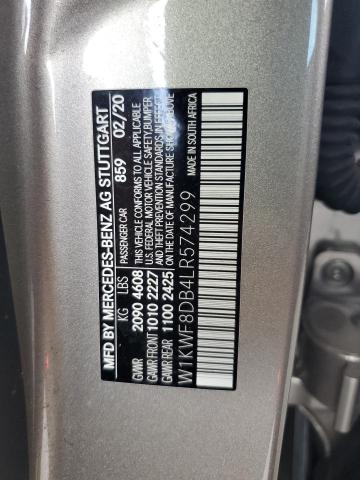 MFD BY MERCEDES-BENZ AG STUTTGART
PASSENGER CAR 859 02/20
KG LBS THIS VEHICLE CONFORMS TO ALL APPLICABLE
GVWR 2090 4608 U.S. FEDERAL MOTOR VEHICLE SAFETY, BUMPER
GAWR FRONT 1010 2227 AND THEFT PREVENTION STANDARDS IN EFFECT
GAWR REAR 1100 2425 ON THE DATE OF MANUFACTURE SHOWN ABOVE
W1KWF8DB4LR574299 MADE IN SOUTH AFRICA